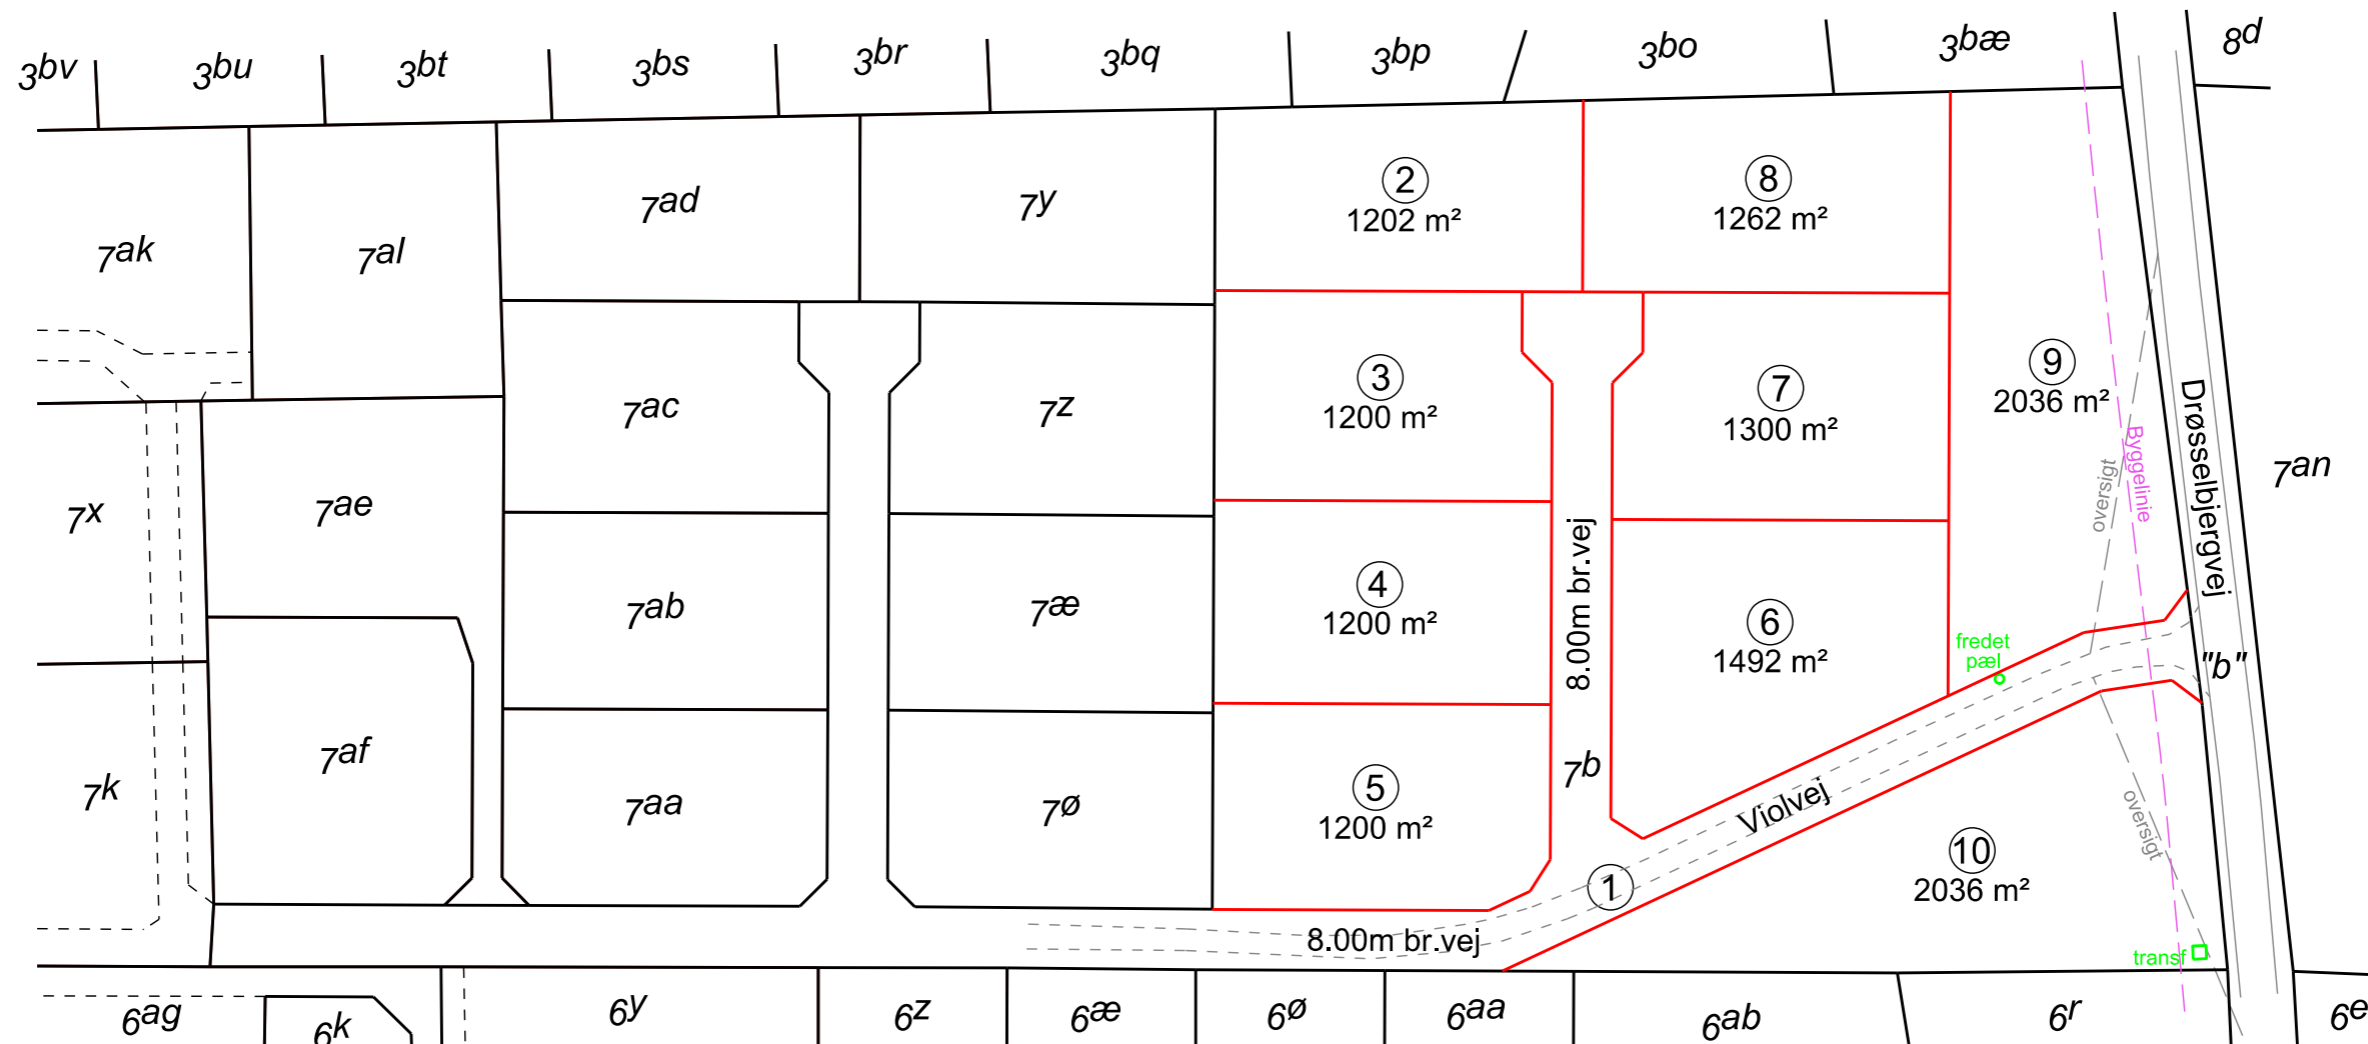 3bv
3bu
3bt
3bs
3br
3bq
3bp
3bo
3bæ
8d
7ak
7al
7ad
7y
2
1202 m²
8
1262 m²
7ac
7z
3
1200 m²
7
1300 m²
9
2036 m²
Drøsselbjergvej
Byggelinie
oversigt
7an
7x
7ae
7ab
7æ
4
1200 m²
8.00m br.vej
6
1492 m²
fredet
pæl
"b"
7k
7af
7aa
7ø
5
1200 m²
7b
Violvej
1
10
2036 m²
oversigt
8.00m br.vej
transf
6ag
6k
6y
6z
6æ
6ø
6aa
6ab
6r
6e